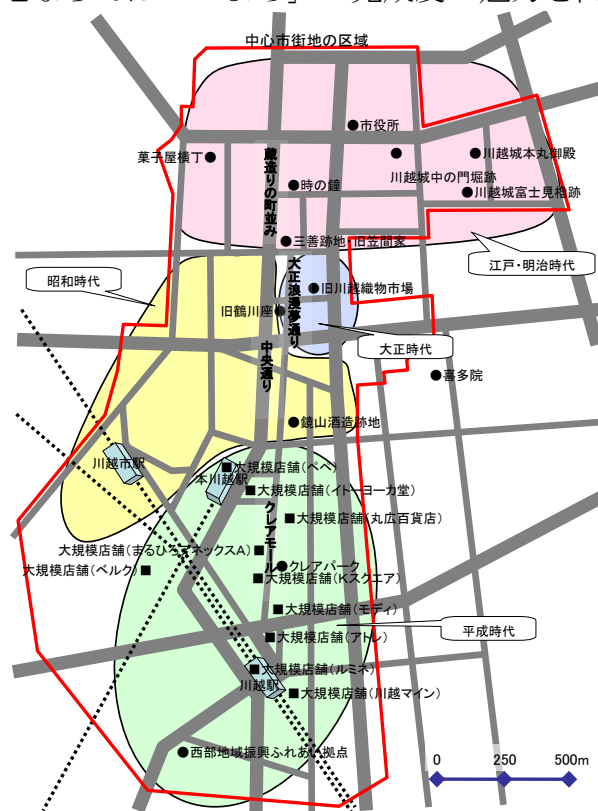 中心市街地の区域
市役所
菓子屋横丁
川越城本丸御殿
川越城中の門堀跡
時の鐘
川越城富士見櫓跡
蔵造りの町並み
三善跡地・旧笠間家
江戸・明治時代
昭和時代
大正浪漫夢通り
旧川越織物市場
旧鶴川座
大正時代
中央通り
喜多院
鏡山酒造跡地
川越市駅
大規模店舗(ペペ)
本川越駅
大規模店舗(イトーヨーカ堂)
大規模店舗(丸広百貨店)
クレアモール
大規模店舗(まるひろアネックスA)
クレアパーク
大規模店舗(ベルク)
大規模店舗(Kスクエア)
大規模店舗(モディ)
平成時代
大規模店舗(アトレ)
大規模店舗(ルミネ)
川越駅
大規模店舗(川越マイン)
西部地域振興ふれあい拠点
0 250 500m